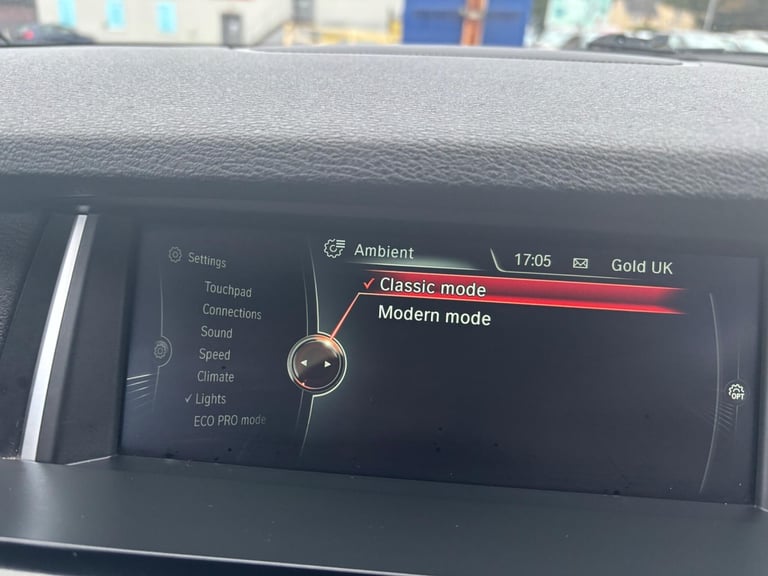 Settings
Touchpad
Connections
Sound
Speed
Climate
✓ Lights
ECO PRO mode
Ambient
17:05
Gold UK
✓ Classic mode
Modern mode
OPT